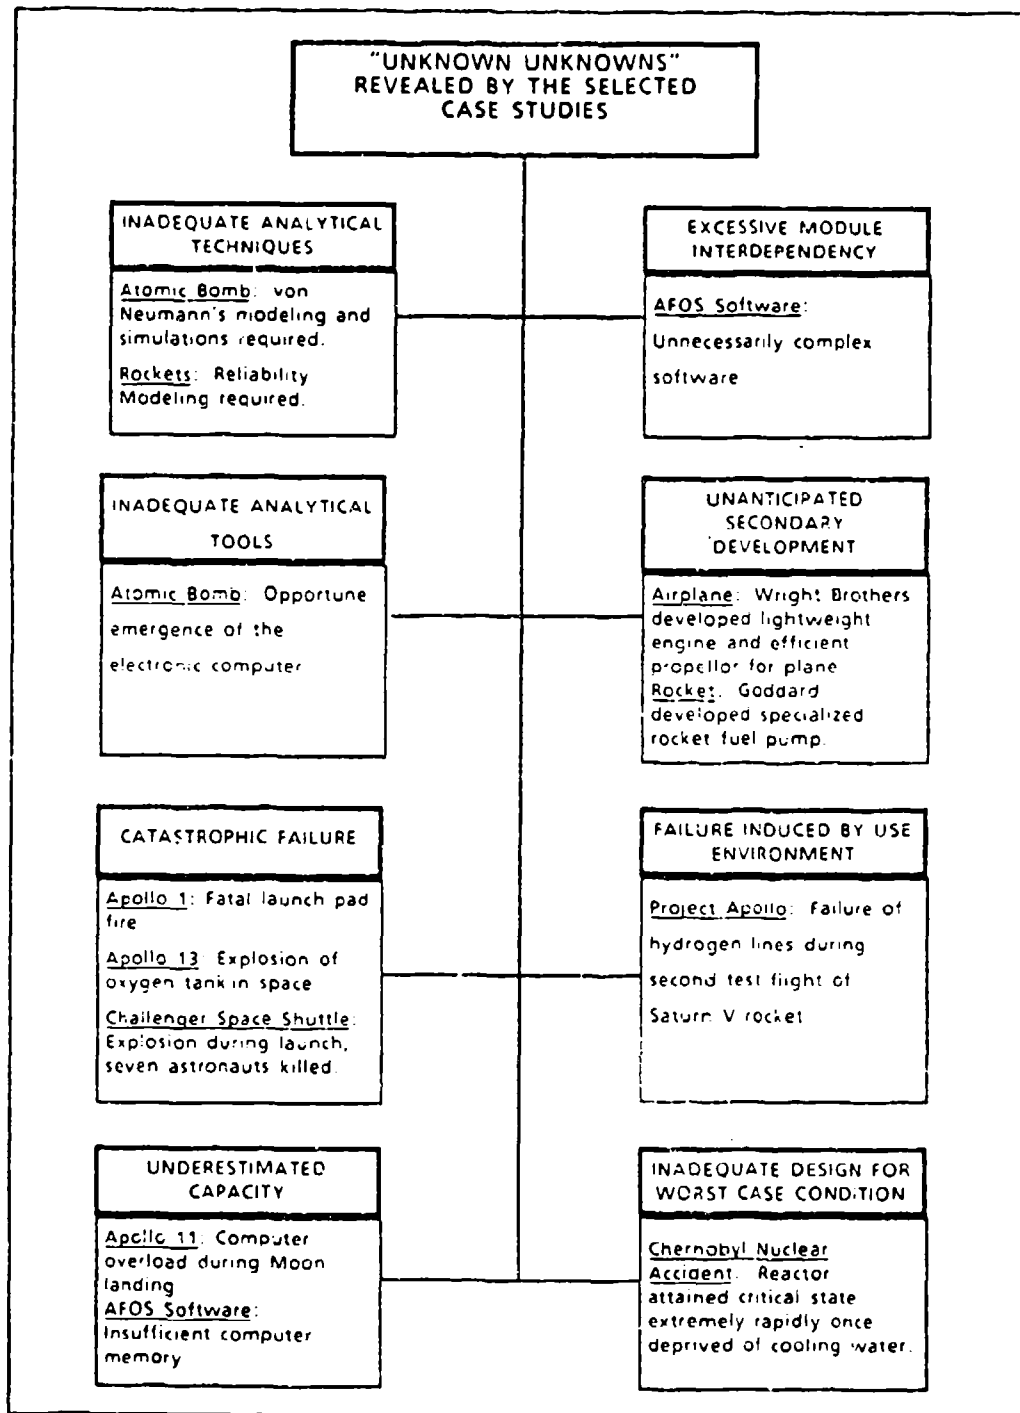 "UNKNOWN UNKNOWNS"
REVEALED BY THE SELECTED
CASE STUDIES
INADEQUATE ANALYTICAL
TECHNIQUES
Atomic Bomb: von
Neumann's modeling and
simulations required.
Rockets: Reliability
Modeling required.
EXCESSIVE MODULE
INTERDEPENDENCY
AFOS Software:
Unnecessarily complex
software
INADEQUATE ANALYTICAL
TOOLS
Atomic Bomb: Opportune
emergence of the
electronic computer
UNANTICIPATED
SECONDARY
DEVELOPMENT
Airplane: Wright Brothers
developed lightweight
engine and efficient
propellor for plane
Rocket: Goddard
developed specialized
rocket fuel pump.
CATASTROPHIC FAILURE
Apollo 1: Fatal launch pad
fire
Apollo 13: Explosion of
oxygen tank in space
Challenger Space Shuttle:
Explosion during launch,
seven astronauts killed.
FAILURE INDUCED BY USE
ENVIRONMENT
Project Apollo: Failure of
hydrogen lines during
second test flight of
Saturn V rocket
UNDERESTIMATED
CAPACITY
Apollo 11: Computer
overload during Moon
landing
AFOS Software:
Insufficient computer
memory
INADEQUATE DESIGN FOR
WORST CASE CONDITION
Chernobyl Nuclear
Accident: Reactor
attained critical state
extremely rapidly once
deprived of cooling water.